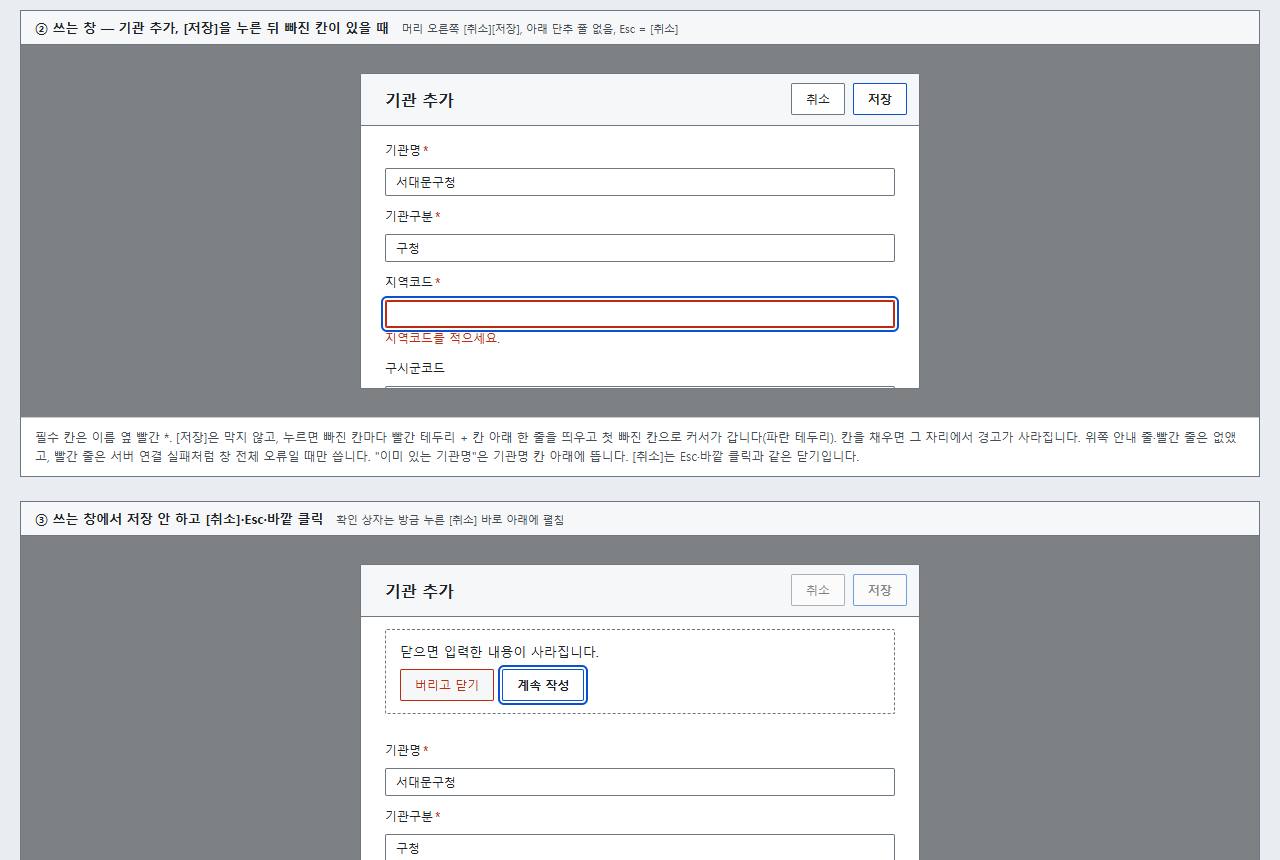 ② 쓰는 창 — 기관 추가, [저장]을 누른 뒤 빠진 칸이 있을 때 머리 오른쪽 [취소][저장], 아래 단추 줄 없음, Esc = [취소]
기관 추가
취소
저장
기관명*
서대문구청
기관구분*
구청
지역코드*
지역코드를 적으세요.
구시군코드
필수 칸은 이름 옆 빨간 *. [저장]은 막지 않고, 누르면 빠진 칸마다 빨간 테두리 + 칸 아래 한 줄을 띄우고 첫 빠진 칸으로 커서가 갑니다(파란 테두리). 칸을 채우면 그 자리에서 경고가 사라집니다. 위쪽 안내 줄·빨간 줄은 없앴
고, 빨간 줄은 서버 연결 실패처럼 창 전체 오류일 때만 씁니다. "이미 있는 기관명"은 기관명 칸 아래에 뜹니다. [취소]는 Esc·바깥 클릭과 같은 닫기입니다.
③ 쓰는 창에서 저장 안 하고 [취소]·Esc·바깥 클릭 확인 상자는 방금 누른 [취소] 바로 아래에 펼침
기관 추가
취소
저장
닫으면 입력한 내용이 사라집니다.
버리고 닫기
계속 작성
기관명*
서대문구청
기관구분*
구청